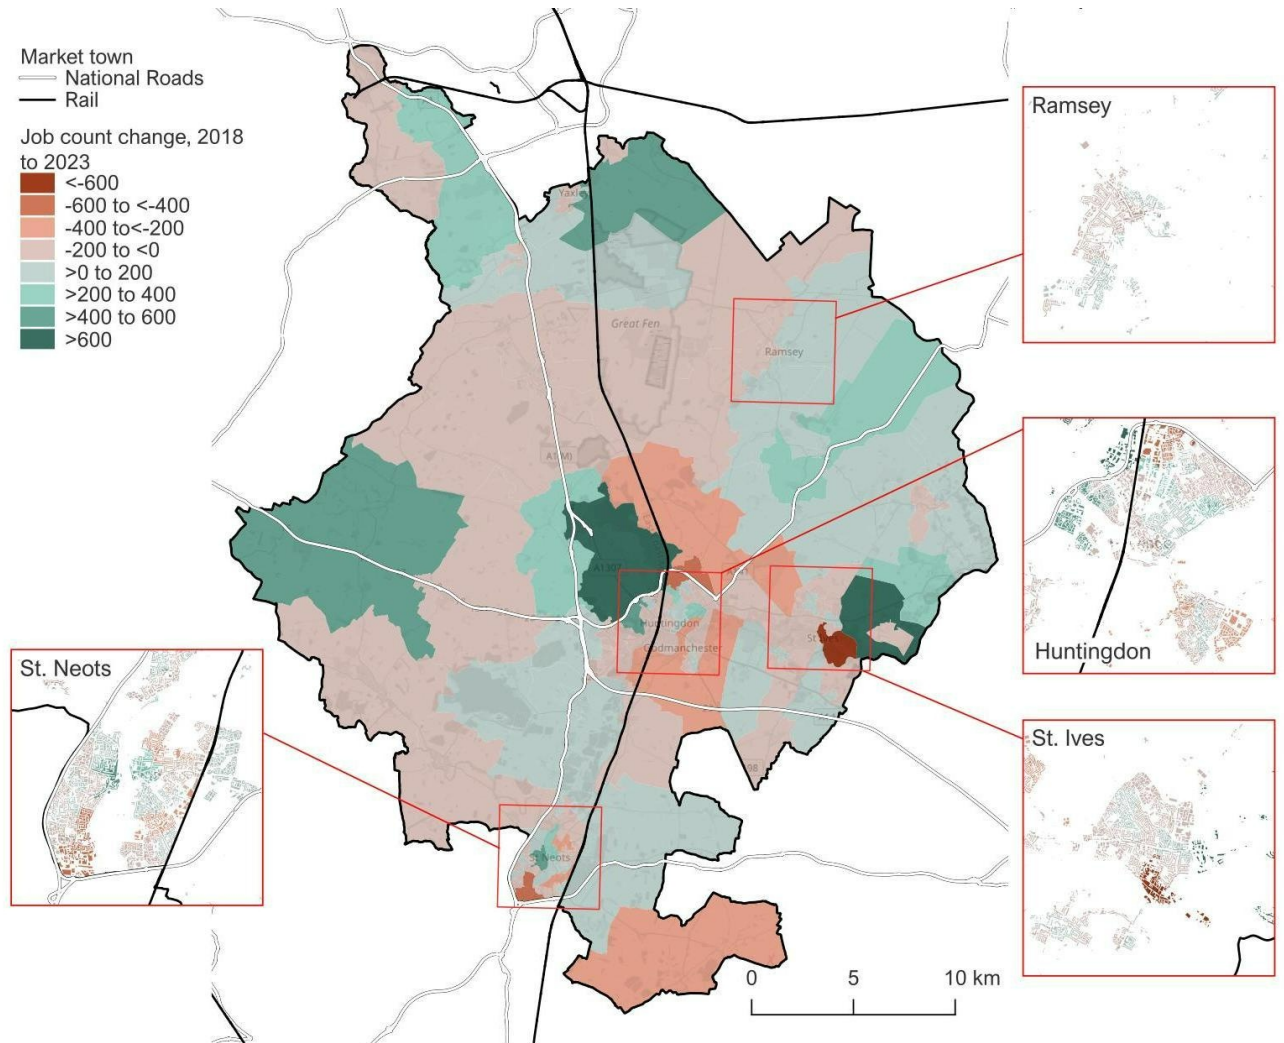 Market town
National Roads
Rail
Job count change, 2018
to 2023
<-600
-600 to <-400
-400 to<-200
-200 to <0
>0 to 200
>200 to 400
>400 to 600
>600
Ramsey
Great Fen
Ramsey
A1(M)
A1307
Huntingdon
Godmanchester
Huntingdon
St. Neots
St Neots
St. Ives
0 5 10 km